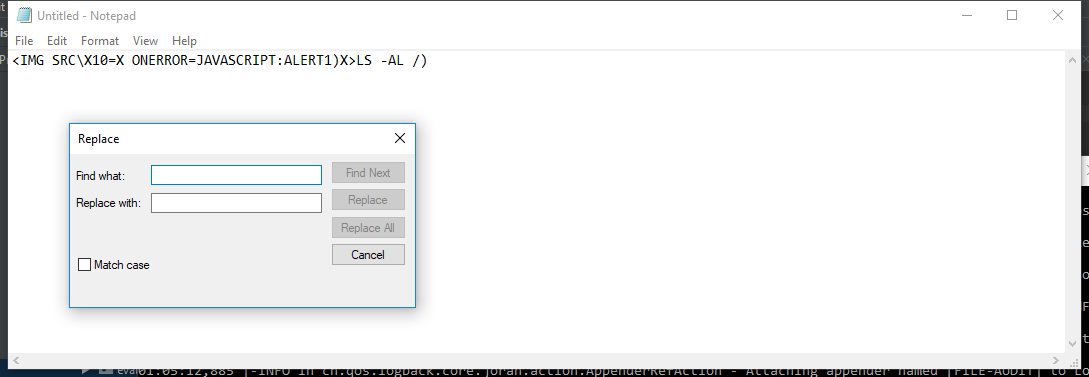 Untitled - Notepad
File Edit Format View Help
<IMG SRC\X10=X ONERROR=JAVASCRIPT:ALERT1)X>LS -AL /)
Replace
Find what:
Find Next
Replace with:
Replace
Replace All
Cancel
Match case
eval01:05:12,885 |-INFO in ch.qos.logback.core.joran.action.AppenderRefAction - Attaching appender named [FILE-AUDIT] to Lo